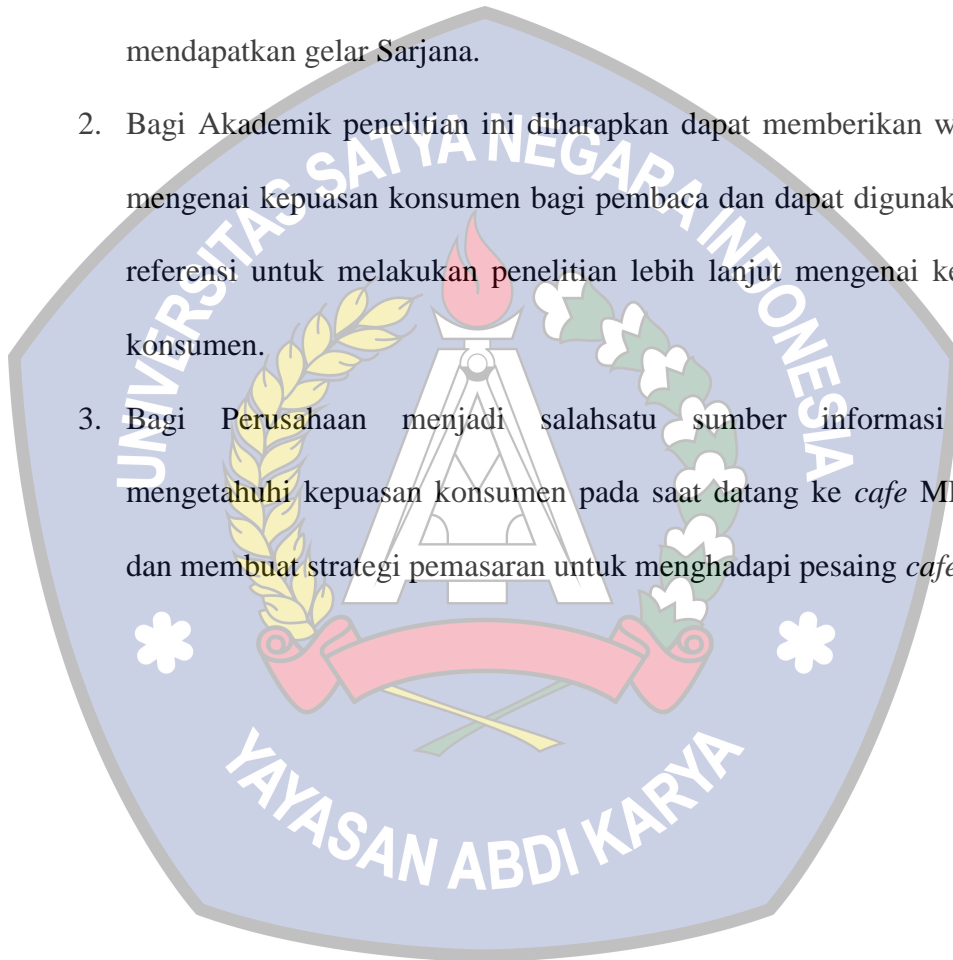 mendapatkan gelar Sarjana.
2. Bagi Akademik penelitian ini diharapkan dapat memberikan
mengenai kepuasan konsumen bagi pembaca dan dapat
referensi untuk melakukan penelitian lebih lanjut mengenai
konsumen.
3. Bagi Perusahaan menjadi salahsatu sumber informasi
mengetahuhi kepuasan konsumen pada saat datang ke cafe
dan membuat strategi pemasaran untuk menghadapi pesaing cafe
UNIVERSITAS SATYA NEGARA INDONESIA
YAYASAN ABDI KARYA